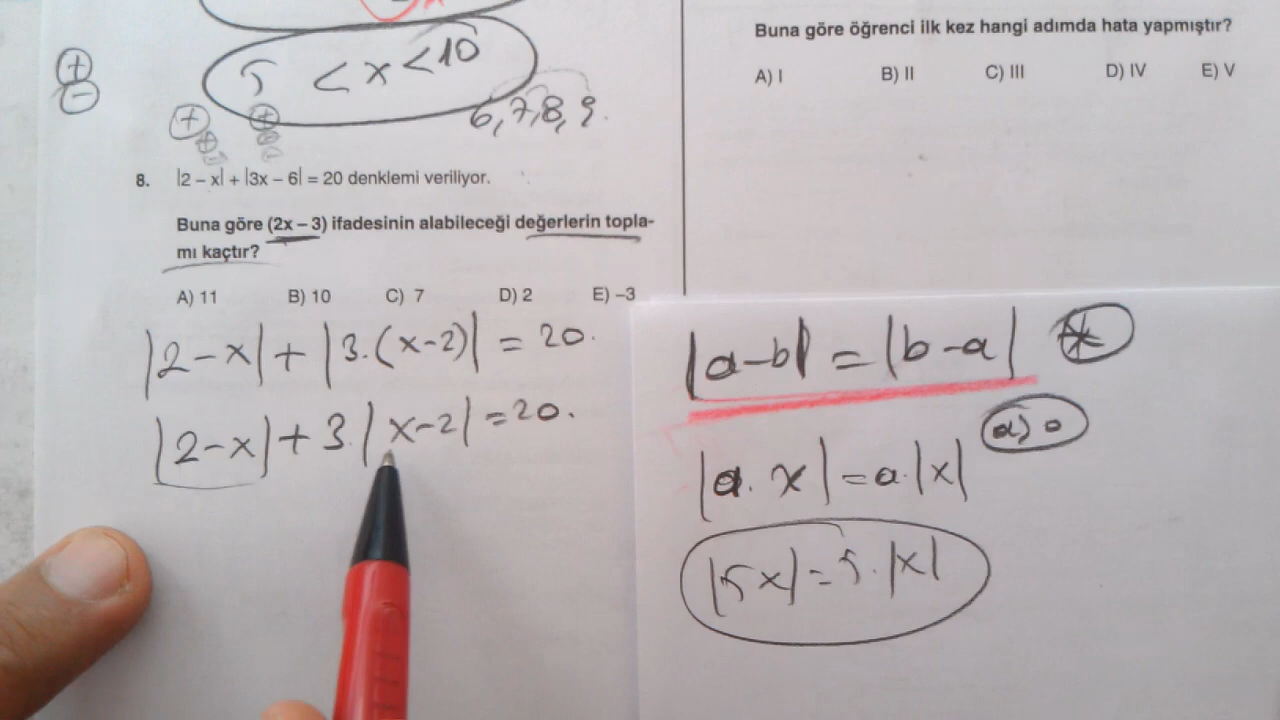 5 < x < 10
6, 7, 8, 9.
8. |2 – x| + |3x – 6| = 20 denklemi veriliyor.
Buna göre (2x – 3) ifadesinin alabileceği değerlerin topla-
mı kaçtır?
A) 11 B) 10 C) 7 D) 2 E) –3
|2-x| + |3.(x-2)| = 20.
|2-x| + 3.|x-2| = 20.
Buna göre öğrenci ilk kez hangi adımda hata yapmıştır?
A) I B) II C) III D) IV E) V
|a-b| = |b-a| *
|a.x| = a.|x| a>0
|5x| = 5.|x|